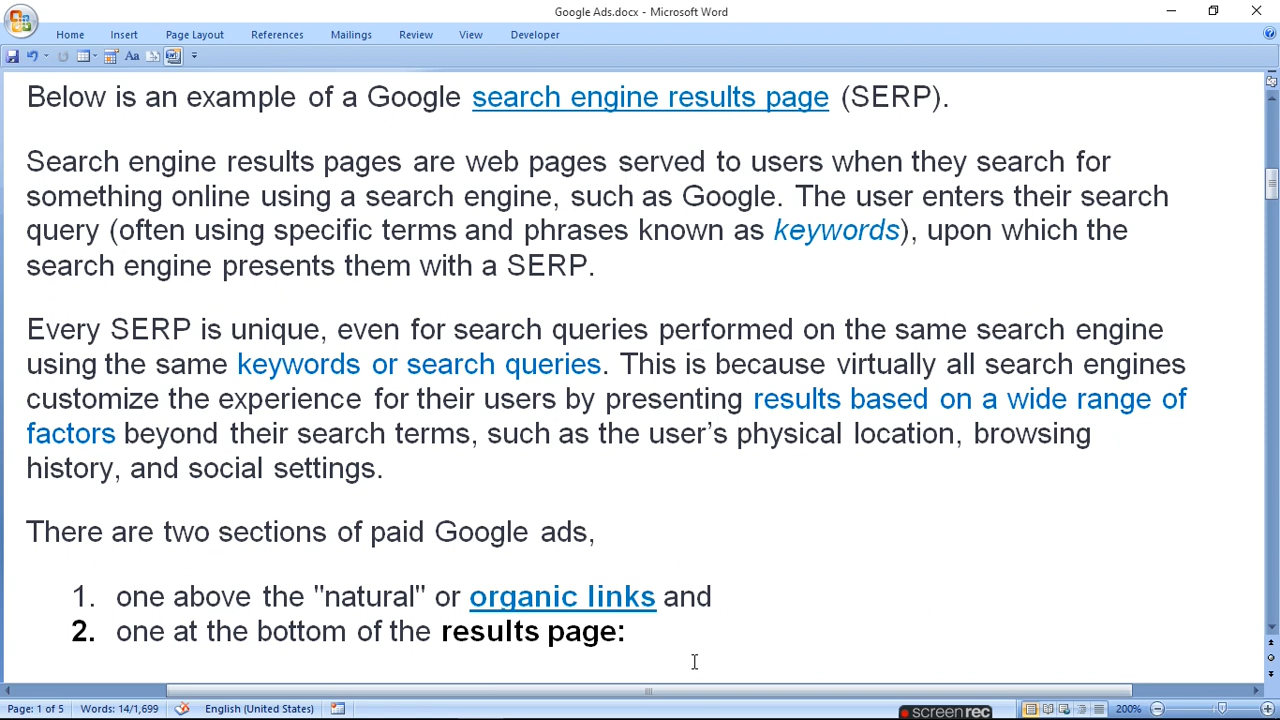 Google Ads.docx - Microsoft Word
Home Insert Page Layout References Mailings Review View Developer
Aa
Below is an example of a Google search engine results page (SERP).
Search engine results pages are web pages served to users when they search for
something online using a search engine, such as Google. The user enters their search
query (often using specific terms and phrases known as keywords), upon which the
search engine presents them with a SERP.
Every SERP is unique, even for search queries performed on the same search engine
using the same keywords or search queries. This is because virtually all search engines
customize the experience for their users by presenting results based on a wide range of
factors beyond their search terms, such as the user’s physical location, browsing
history, and social settings.
There are two sections of paid Google ads,
1. one above the "natural" or organic links and
2. one at the bottom of the results page:
Page: 1 of 5 Words: 14/1,699 English (United States) screenrec 200%